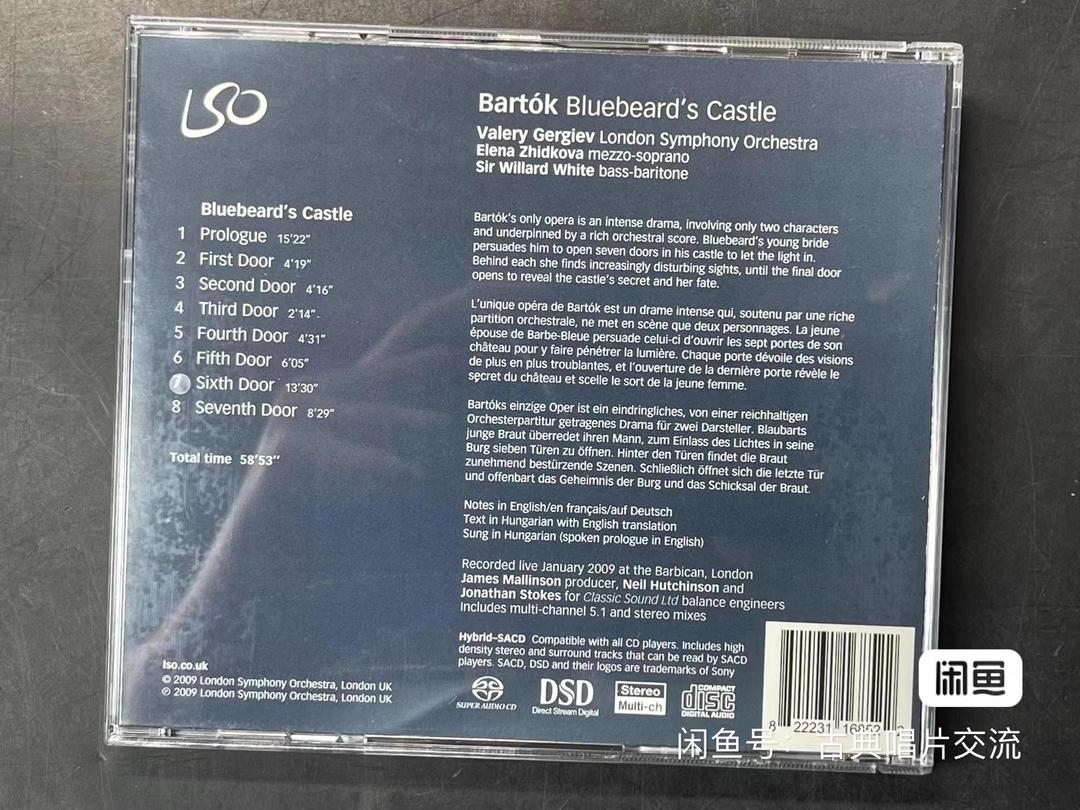 LSO
Bartók Bluebeard's Castle
Valery Gergiev London Symphony Orchestra
Elena Zhidkova mezzo-soprano
Sir Willard White bass-baritone
Bluebeard's Castle
1 Prologue 15'22"
2 First Door 4'19"
3 Second Door 4'16"
4 Third Door 2'14"
5 Fourth Door 4'31"
6 Fifth Door 6'05"
7 Sixth Door 13'30"
8 Seventh Door 8'29"
Total time 58'53"
Bartók's only opera is an intense drama, involving only two characters
and underpinned by a rich orchestral score. Bluebeard's young bride
persuades him to open seven doors in his castle to let the light in.
Behind each she finds increasingly disturbing sights, until the final door
opens to reveal the castle's secret and her fate.
L'unique opéra de Bartók est un drame intense qui, soutenu par une riche
partition orchestrale, ne met en scène que deux personnages. La jeune
épouse de Barbe-Bleue persuade celui-ci d'ouvrir les sept portes de son
château pour y faire pénétrer la lumière. Chaque porte dévoile des visions
de plus en plus troublantes, et l'ouverture de la dernière porte révèle le
secret du château et scelle le sort de la jeune femme.
Bartóks einzige Oper ist ein eindringliches, von einer reichhaltigen
Orchesterpartitur getragenes Drama für zwei Darsteller. Blaubarts
junge Braut überredet ihren Mann, zum Einlass des Lichtes in seine
Burg sieben Türen zu öffnen. Hinter den Türen findet die Braut
zunehmend bestürzende Szenen. Schließlich öffnet sich die letzte Tür
und offenbart das Geheimnis der Burg und das Schicksal der Braut.
Notes in English/en français/auf Deutsch
Text in Hungarian with English translation
Sung in Hungarian (spoken prologue in English)
Recorded live January 2009 at the Barbican, London
James Mallinson producer, Neil Hutchinson and
Jonathan Stokes for Classic Sound Ltd balance engineers
Includes multi-channel 5.1 and stereo mixes
Hybrid–SACD Compatible with all CD players. Includes high
density stereo and surround tracks that can be read by SACD
players. SACD, DSD and their logos are trademarks of Sony
lso.co.uk
© 2009 London Symphony Orchestra, London UK
℗ 2009 London Symphony Orchestra, London UK
SUPER AUDIO CD
DSD
Direct Stream Digital
Stereo
Multi-ch
COMPACT
disc
DIGITAL AUDIO
8 22231
闲鱼
闲鱼号：古典唱片交流